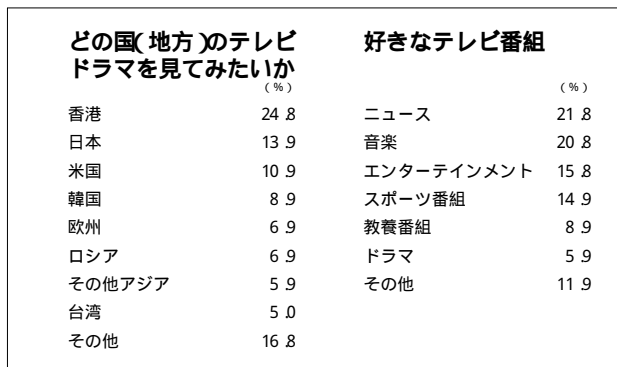 どの国(地方)のテレビ
ドラマを見てみたいか
(%)
香港 24.8
日本 13.9
米国 10.9
韓国 8.9
欧州 6.9
ロシア 6.9
その他アジア 5.9
台湾 5.0
その他 16.8
好きなテレビ番組
(%)
ニュース 21.8
音楽 20.8
エンターテインメント 15.8
スポーツ番組 14.9
教養番組 8.9
ドラマ 5.9
その他 11.9